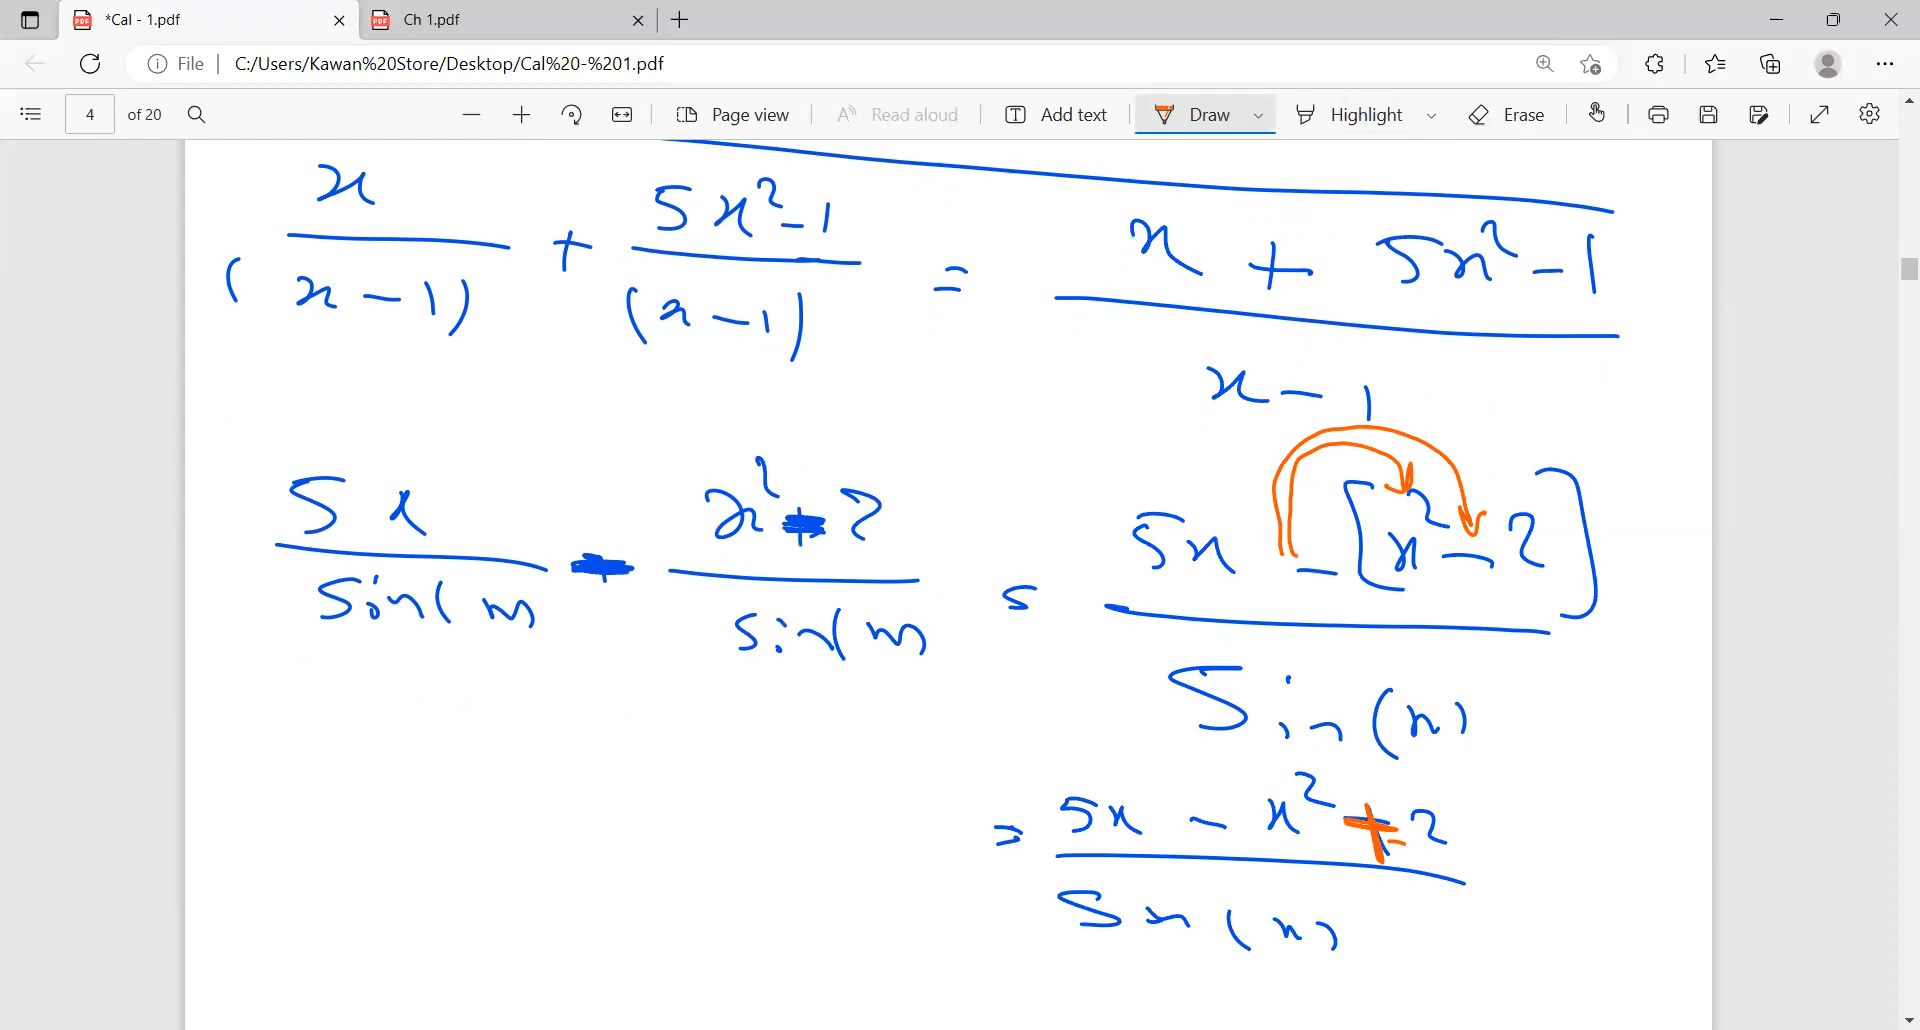 *Cal - 1.pdf
Ch 1.pdf
File | C:/Users/Kawan%20Store/Desktop/Cal%20-%201.pdf
4 of 20
Page view
Read aloud
Add text
Draw
Highlight
Erase
x/(x-1) + 5x²-1/(x-1) = x + 5x²-1/x-1
5x/sin(x - x²-2/sin(x = 5x - [x²-2]/Sin(x)
= 5x - x² + 2/Sin(x)